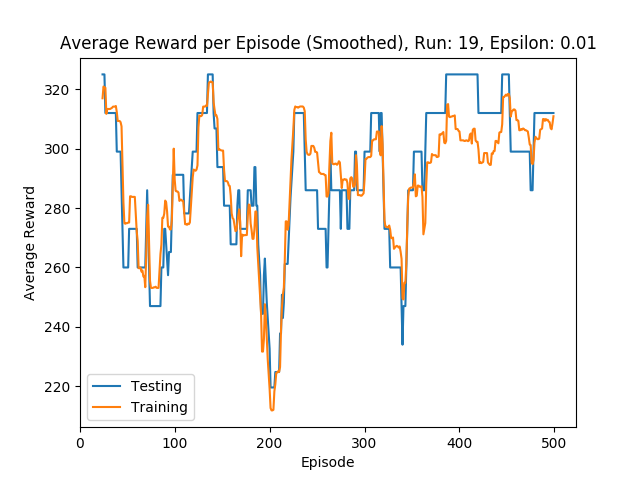 Average Reward per Episode (Smoothed), Run: 19, Epsilon: 0.01
Average Reward
320
300
280
260
240
220
Testing
Training
0 100 200 300 400 500
Episode